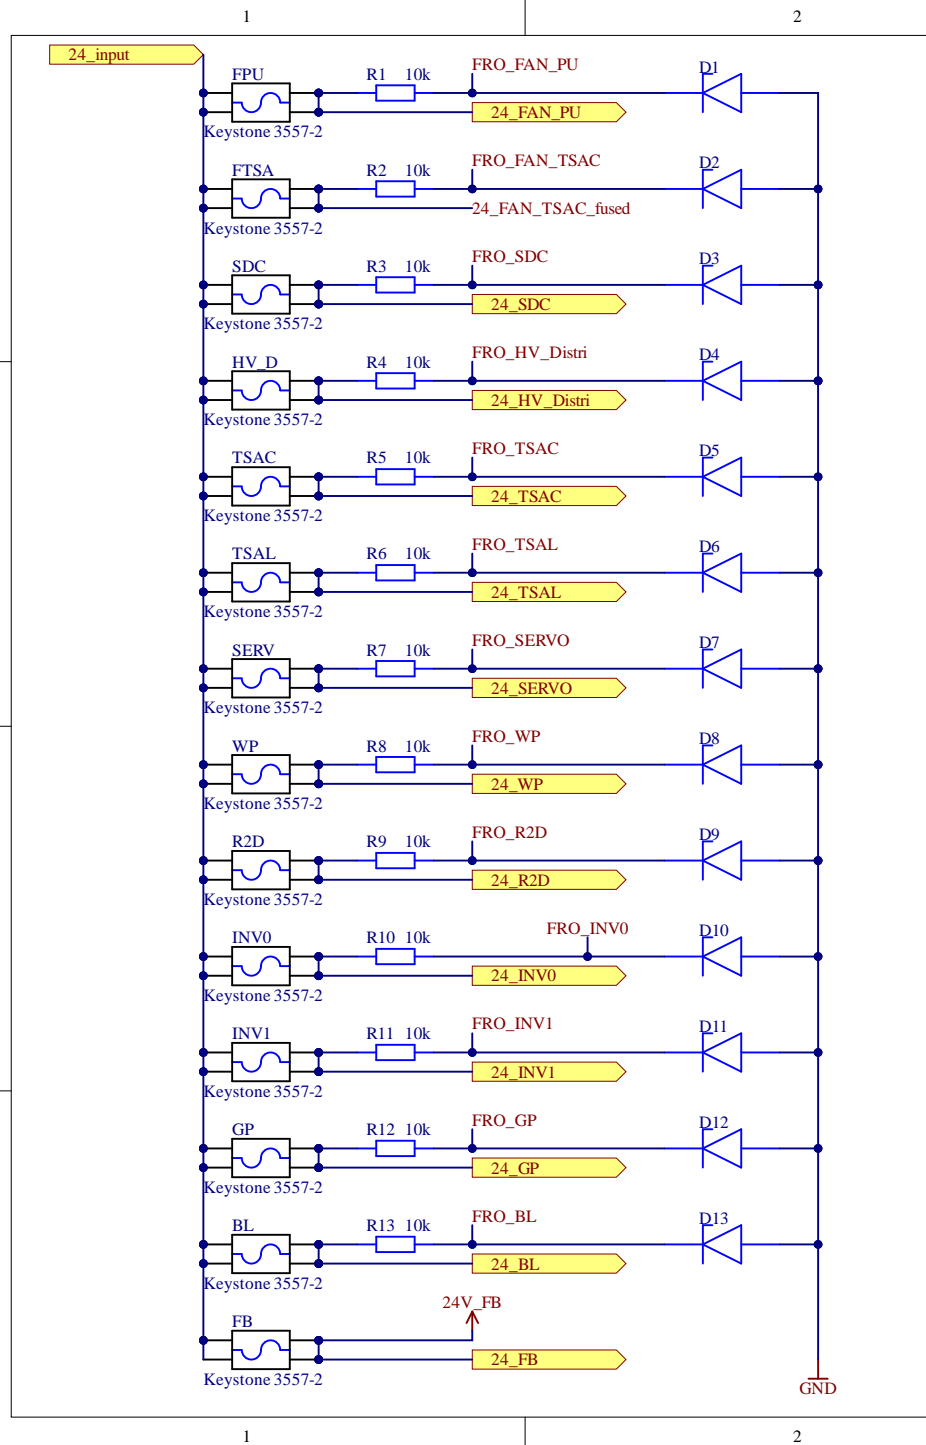 1 2
24_input
FPU R1 10k FRO_FAN_PU D1
24_FAN_PU
Keystone 3557-2
FTSA R2 10k FRO_FAN_TSAC D2
24_FAN_TSAC_fused
Keystone 3557-2
SDC R3 10k FRO_SDC D3
24_SDC
Keystone 3557-2
HV_D R4 10k FRO_HV_Distri D4
24_HV_Distri
Keystone 3557-2
TSAC R5 10k FRO_TSAC D5
24_TSAC
Keystone 3557-2
TSAL R6 10k FRO_TSAL D6
24_TSAL
Keystone 3557-2
SERV R7 10k FRO_SERVO D7
24_SERVO
Keystone 3557-2
WP R8 10k FRO_WP D8
24_WP
Keystone 3557-2
R2D R9 10k FRO_R2D D9
24_R2D
Keystone 3557-2
INV0 R10 10k FRO_INV0 D10
24_INV0
Keystone 3557-2
INV1 R11 10k FRO_INV1 D11
24_INV1
Keystone 3557-2
GP R12 10k FRO_GP D12
24_GP
Keystone 3557-2
BL R13 10k FRO_BL D13
24_BL
Keystone 3557-2
24V_FB
FB
24_FB
Keystone 3557-2
GND
1 2